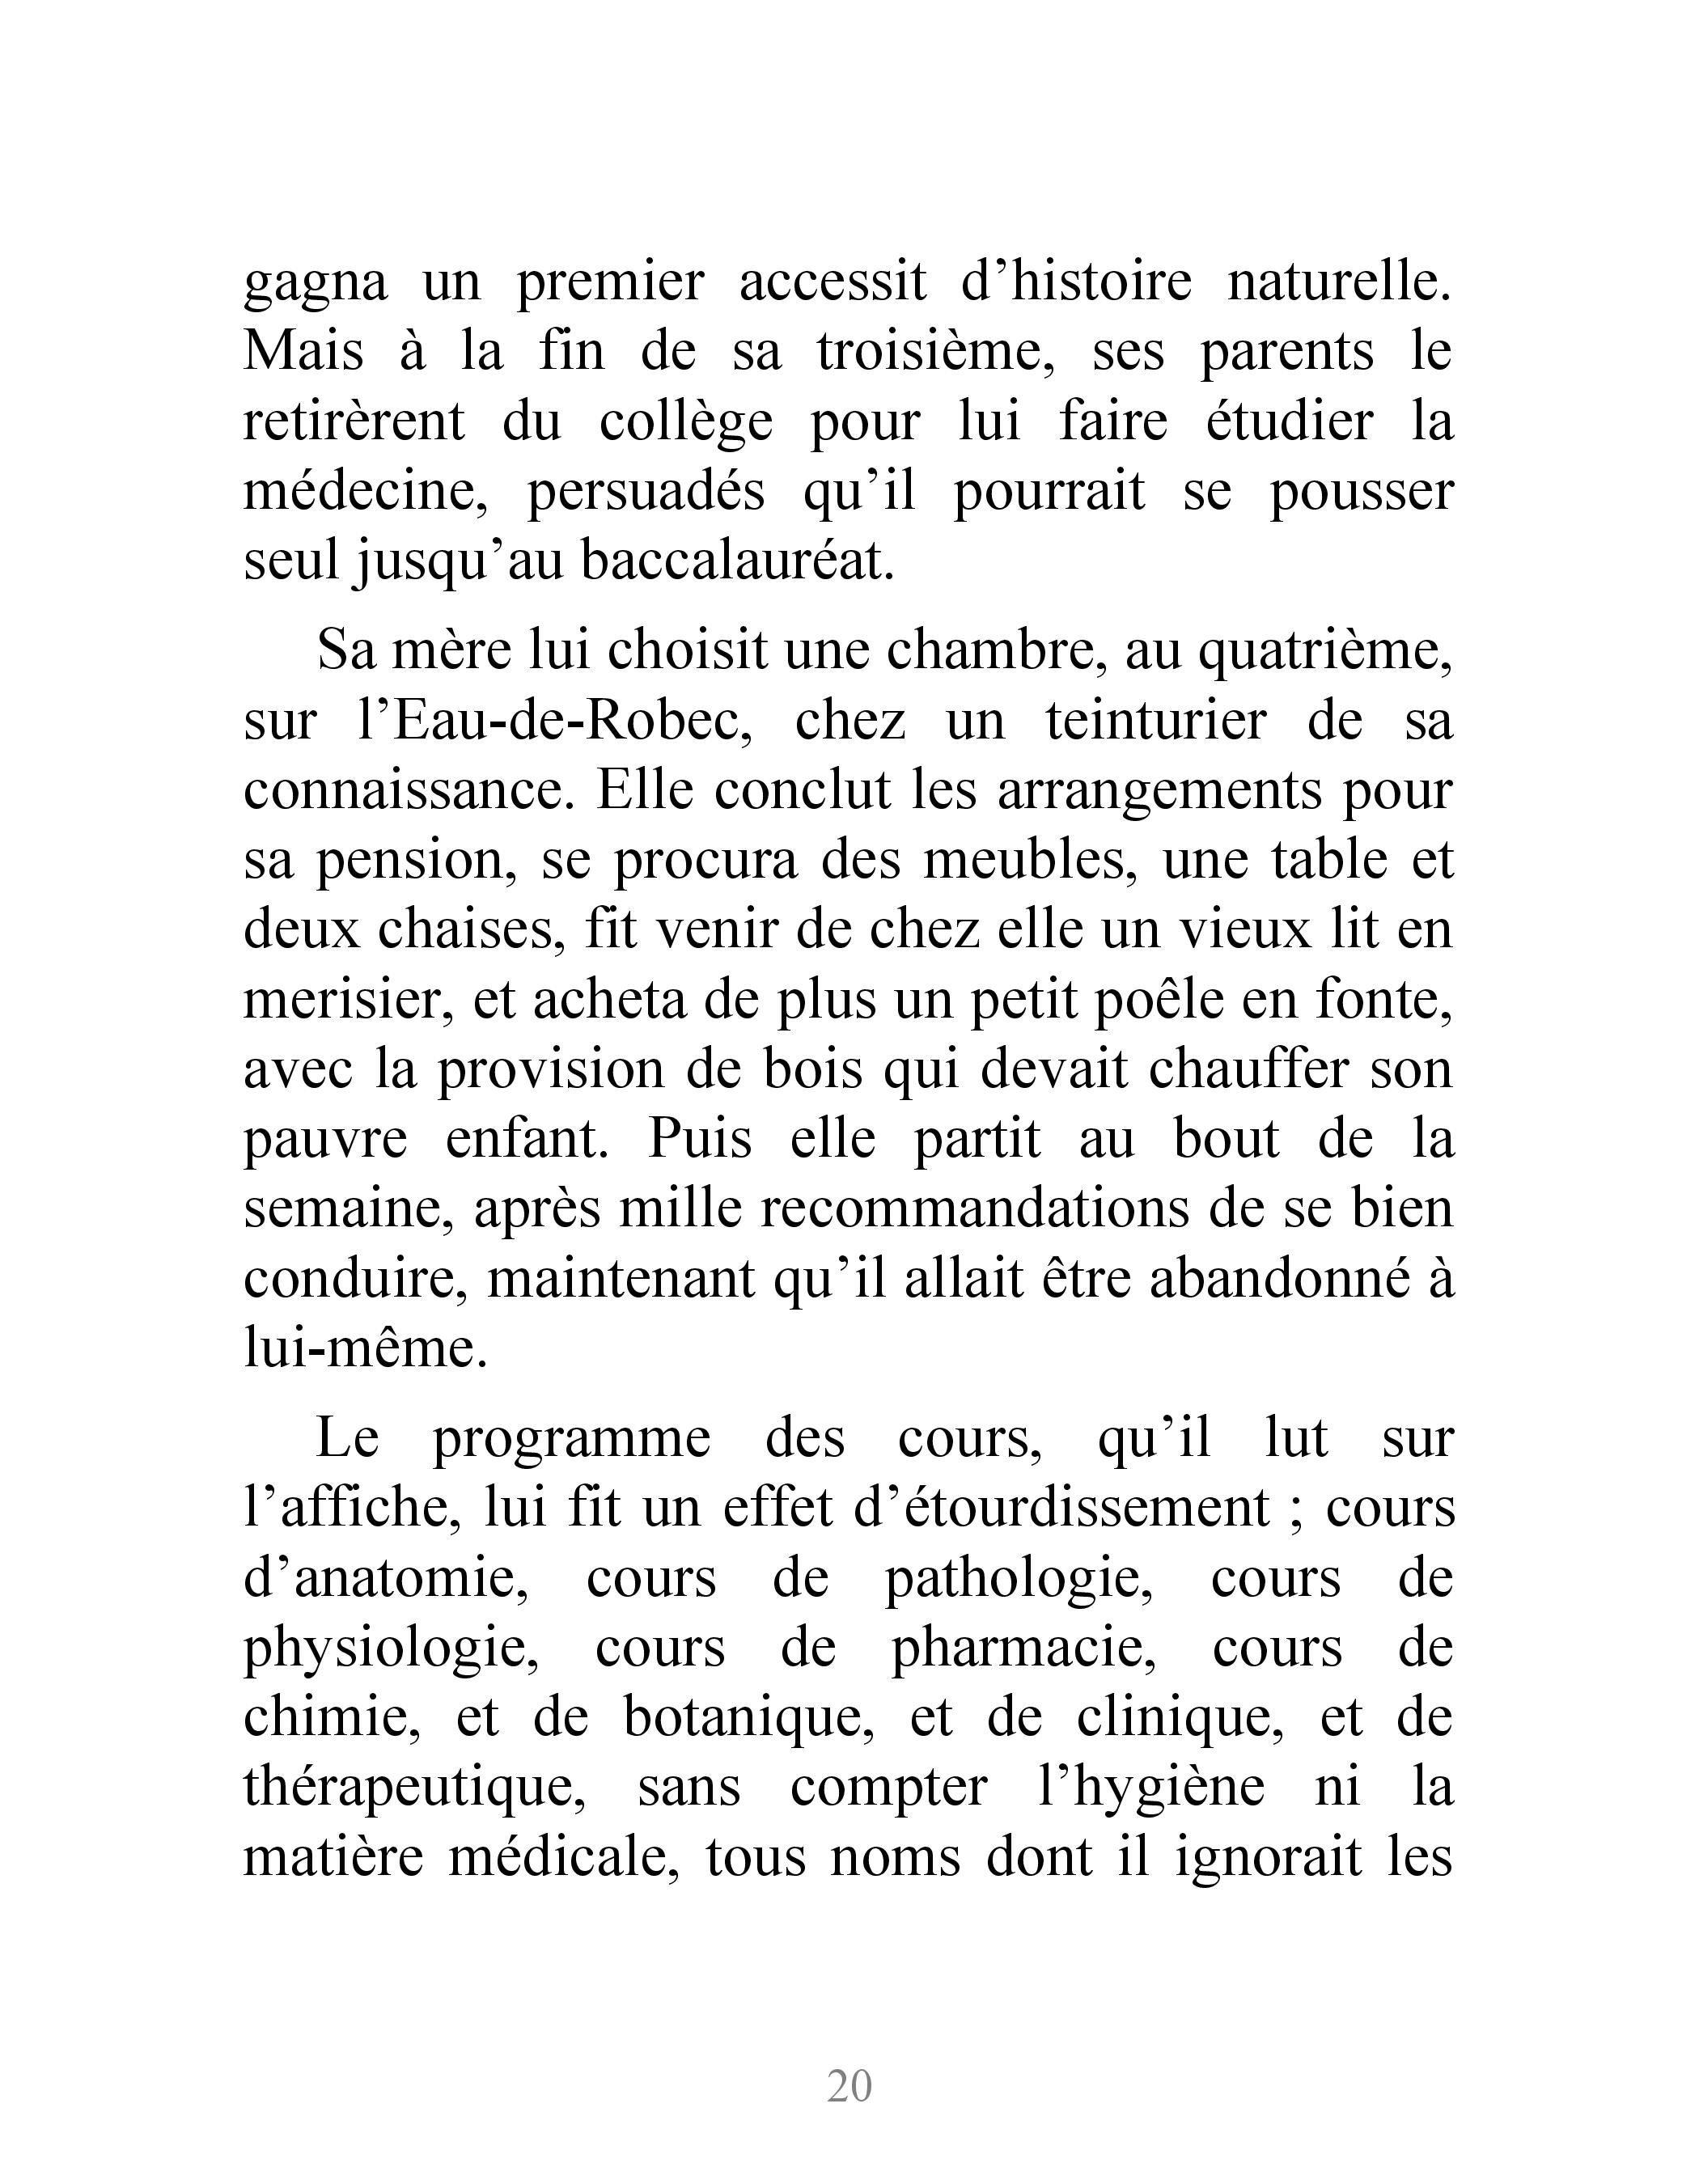 gagna un premier accessit d’histoire naturelle.
Mais à la fin de sa troisième, ses parents le
retirèrent du collège pour lui faire étudier la
médecine, persuadés qu’il pourrait se pousser
seul jusqu’au baccalauréat.
Sa mère lui choisit une chambre, au quatrième,
sur l’Eau-de-Robec, chez un teinturier de sa
connaissance. Elle conclut les arrangements pour
sa pension, se procura des meubles, une table et
deux chaises, fit venir de chez elle un vieux lit en
merisier, et acheta de plus un petit poêle en fonte,
avec la provision de bois qui devait chauffer son
pauvre enfant. Puis elle partit au bout de la
semaine, après mille recommandations de se bien
conduire, maintenant qu’il allait être abandonné à
lui-même.
Le programme des cours, qu’il lut sur
l’affiche, lui fit un effet d’étourdissement ; cours
d’anatomie, cours de pathologie, cours de
physiologie, cours de pharmacie, cours de
chimie, et de botanique, et de clinique, et de
thérapeutique, sans compter l’hygiène ni la
matière médicale, tous noms dont il ignorait les
20